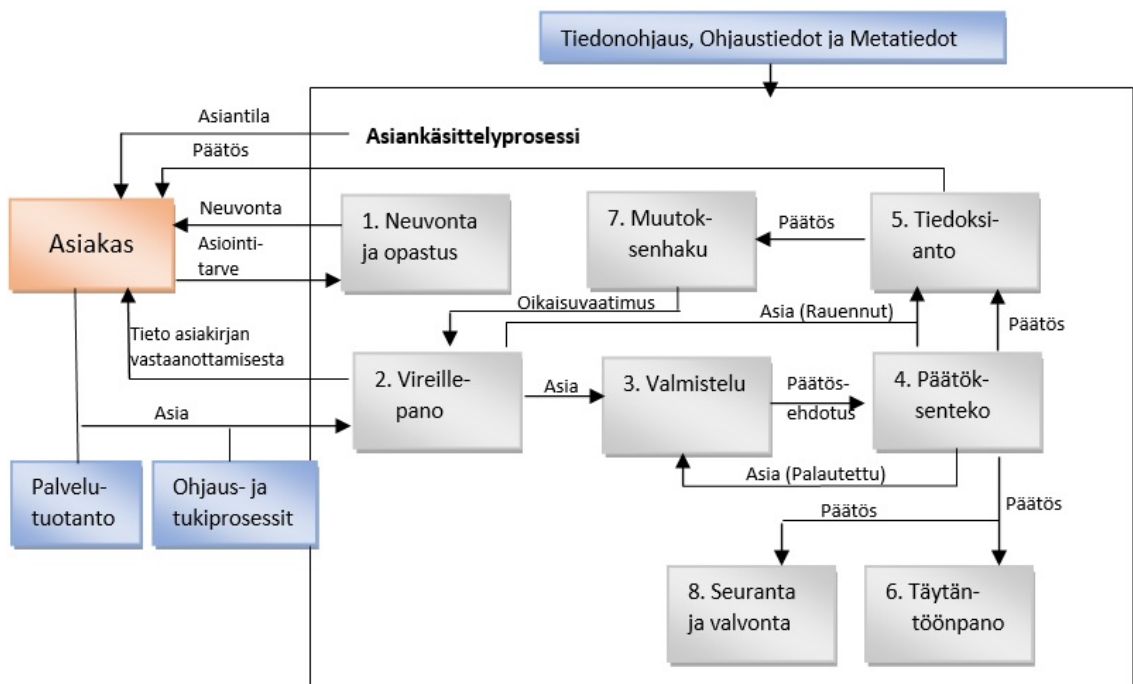 Tiedonohjaus, Ohjaustiedot ja Metatiedot
Asiantila
Asiankäsittelyprosessi
Päätös
Asiakas
Neuvonta
Asiointi-
tarve
1. Neuvonta
ja opastus
7. Muutok-
senhaku
Päätös
5. Tiedoksi-
anto
Oikaisuvaatimus
Asia (Rauennut)
Päätös
Tieto asiakirjan
vastaanottamisesta
2. Vireille-
pano
Asia
3. Valmistelu
Päätös-
ehdotus
4. Päätök-
senteko
Asia
Asia (Palautettu)
Palvelu-
tuotanto
Ohjaus- ja
tukiprosessit
Päätös
Päätös
8. Seuranta
ja valvonta
6. Täytän-
töönpano